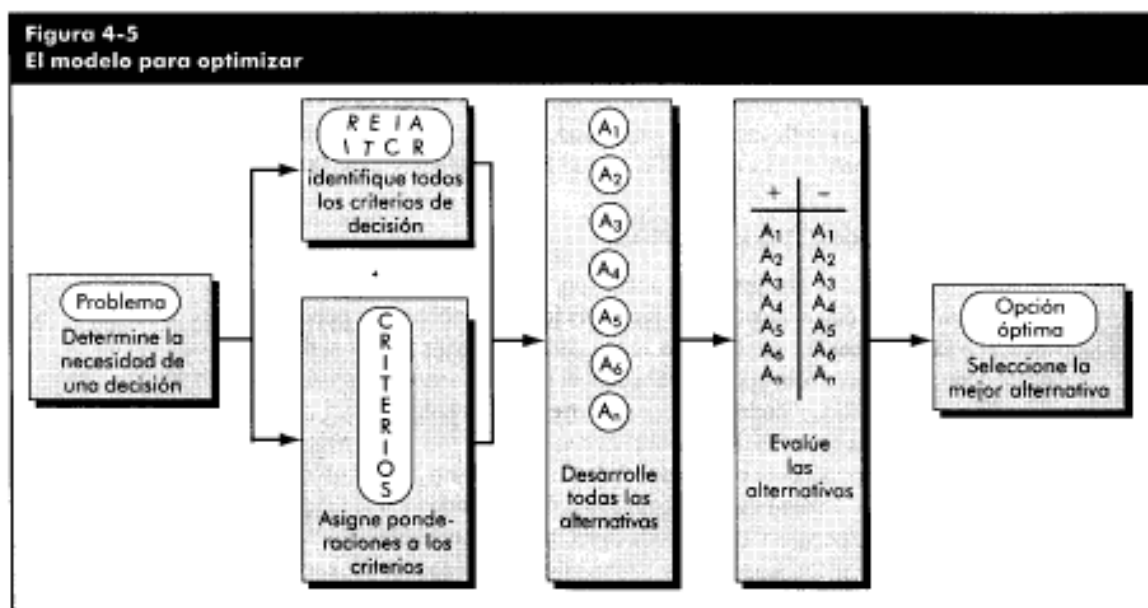 Figura 4-5
El modelo para optimizar
Problema
Determine la
necesidad de
una decisión
R E I A
I T C R
identifique todos
los criterios de
decisión
C
R
I
T
E
R
I
O
S
Asigne ponde-
raciones a los
criterios
A1
A2
A3
A4
A5
A6
An
Desarrolle
todas las
alternativas
+ −
A1 A1
A2 A2
A3 A3
A4 A4
A5 A5
A6 A6
An An
Evalúe
las
alternativas
Opción
óptima
Seleccione la
mejor alternativa